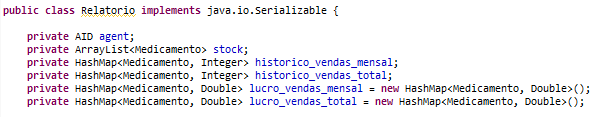 public class Relatorio implements java.io.Serializable {
private AID agent;
private ArrayList<Medicamento> stock;
private HashMap<Medicamento, Integer> historico_vendas_mensal;
private HashMap<Medicamento, Integer> historico_vendas_total;
private HashMap<Medicamento, Double> lucro_vendas_mensal = new HashMap<Medicamento, Double>();
private HashMap<Medicamento, Double> lucro_vendas_total = new HashMap<Medicamento, Double>();